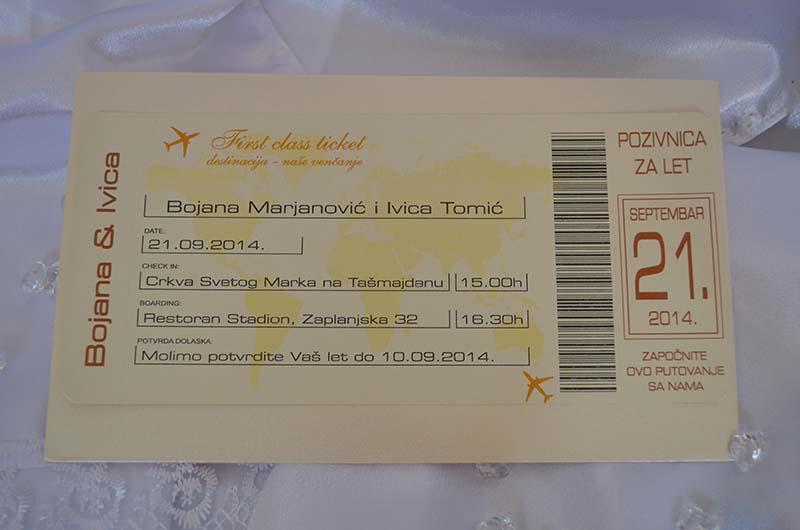 Bojana & Ivica
First class ticket
destinacija - naše venčanje
Bojana Marjanović i Ivica Tomić
DATE:
21.09.2014.
CHECK IN:
Crkva Svetog Marka na Tašmajdanu 15.00h
BOARDING:
Restoran Stadion, Zaplanjska 32 16.30h
POTVRDA DOLASKA:
Molimo potvrdite Vaš let do 10.09.2014.
POZIVNICA
ZA LET
SEPTEMBAR
21.
2014.
ZAPOČNITE
OVO PUTOVANJE
SA NAMA